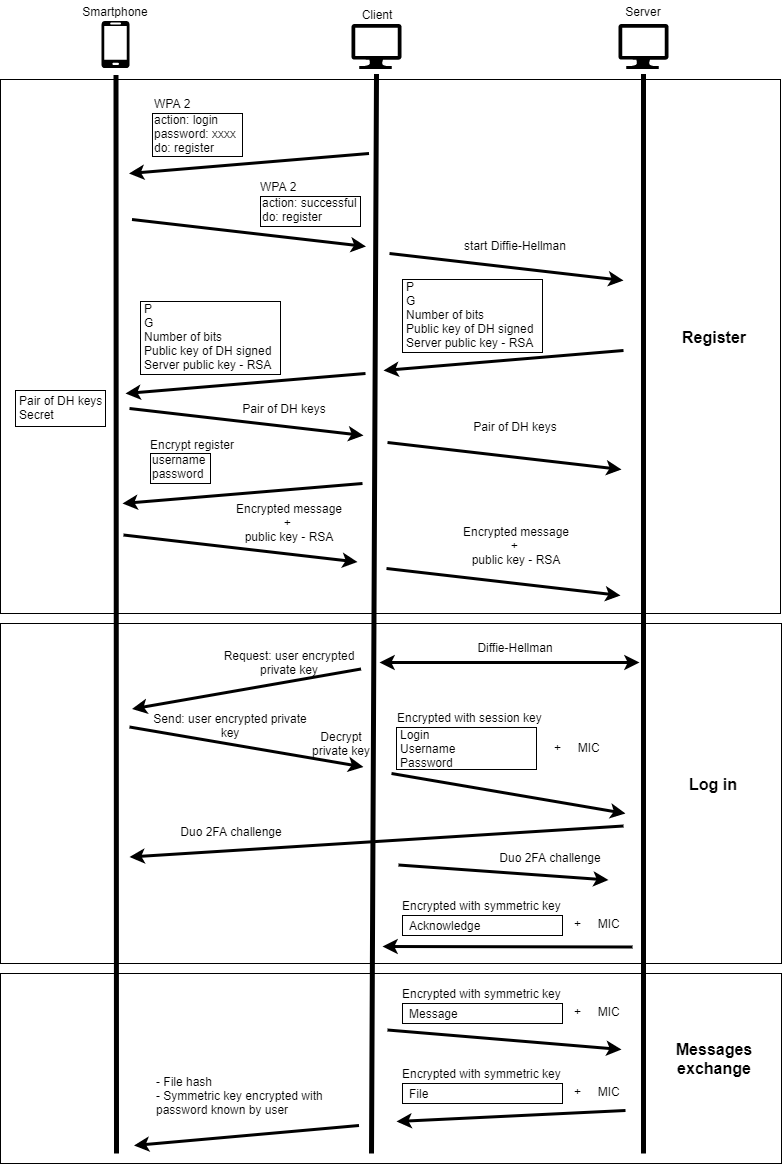 Smartphone
Client
Server
WPA 2
action: login
password: xxxx
do: register
WPA 2
action: successful
do: register
start Diffie-Hellman
P
G
Number of bits
Public key of DH signed
Server public key - RSA
P
G
Number of bits
Public key of DH signed
Server public key - RSA
Register
Pair of DH keys
Secret
Pair of DH keys
Pair of DH keys
Encrypt register
username
password
Encrypted message
+
public key - RSA
Encrypted message
+
public key - RSA
Diffie-Hellman
Request: user encrypted
private key
Send: user encrypted private
key
Decrypt
private key
Encrypted with session key
Login
Username
Password
+ MIC
Log in
Duo 2FA challenge
Duo 2FA challenge
Encrypted with symmetric key
Acknowledge + MIC
Encrypted with symmetric key
Message + MIC
Messages
exchange
Encrypted with symmetric key
File + MIC
- File hash
- Symmetric key encrypted with
password known by user